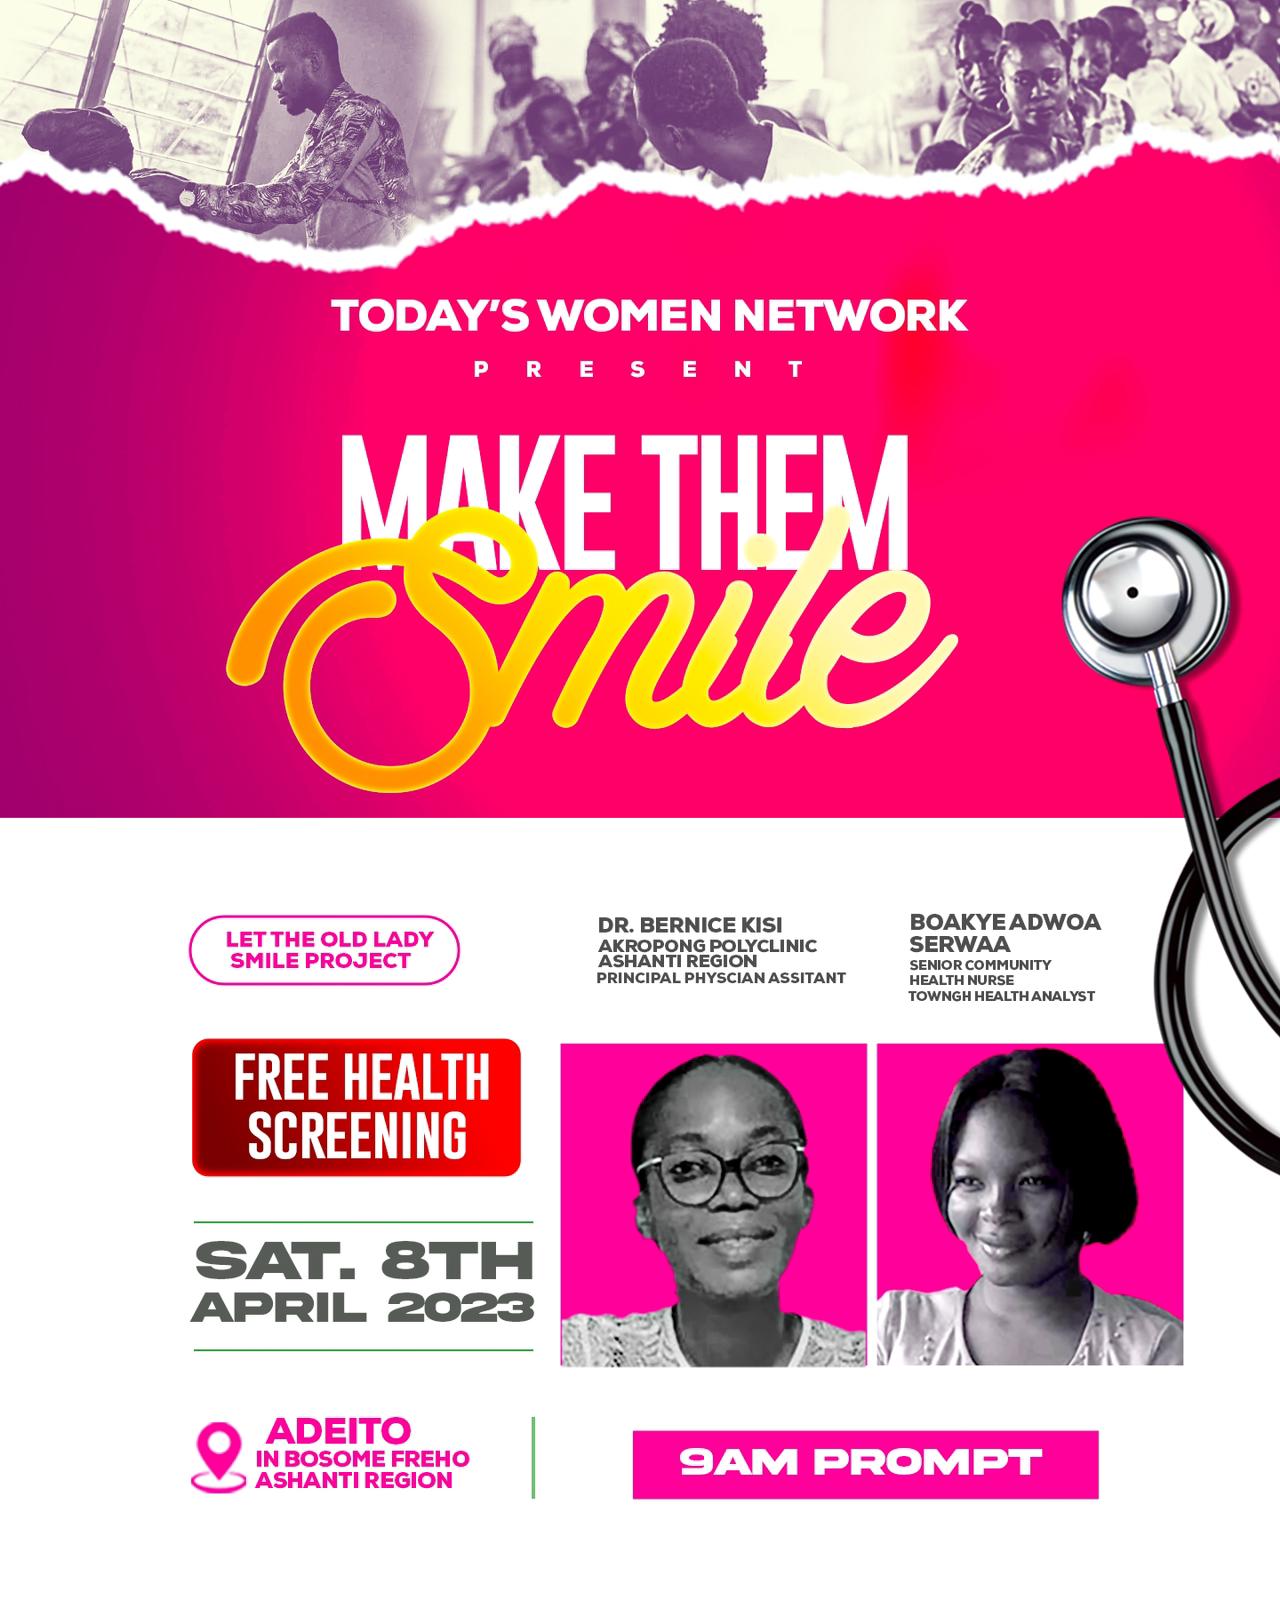 TODAY'S WOMEN NETWORK
PRESENT
MAKE THEM
Smile
LET THE OLD LADY
SMILE PROJECT
DR. BERNICE KISI
AKROPONG POLYCLINIC
ASHANTI REGION
PRINCIPAL PHYSCIAN ASSITANT
BOAKYE ADWOA
SERWAA
SENIOR COMMUNITY
HEALTH NURSE
TOWNGH HEALTH ANALYST
FREE HEALTH
SCREENING
SAT. 8TH
APRIL 2023
ADEITO
IN BOSOME FREHO
ASHANTI REGION
9AM PROMPT